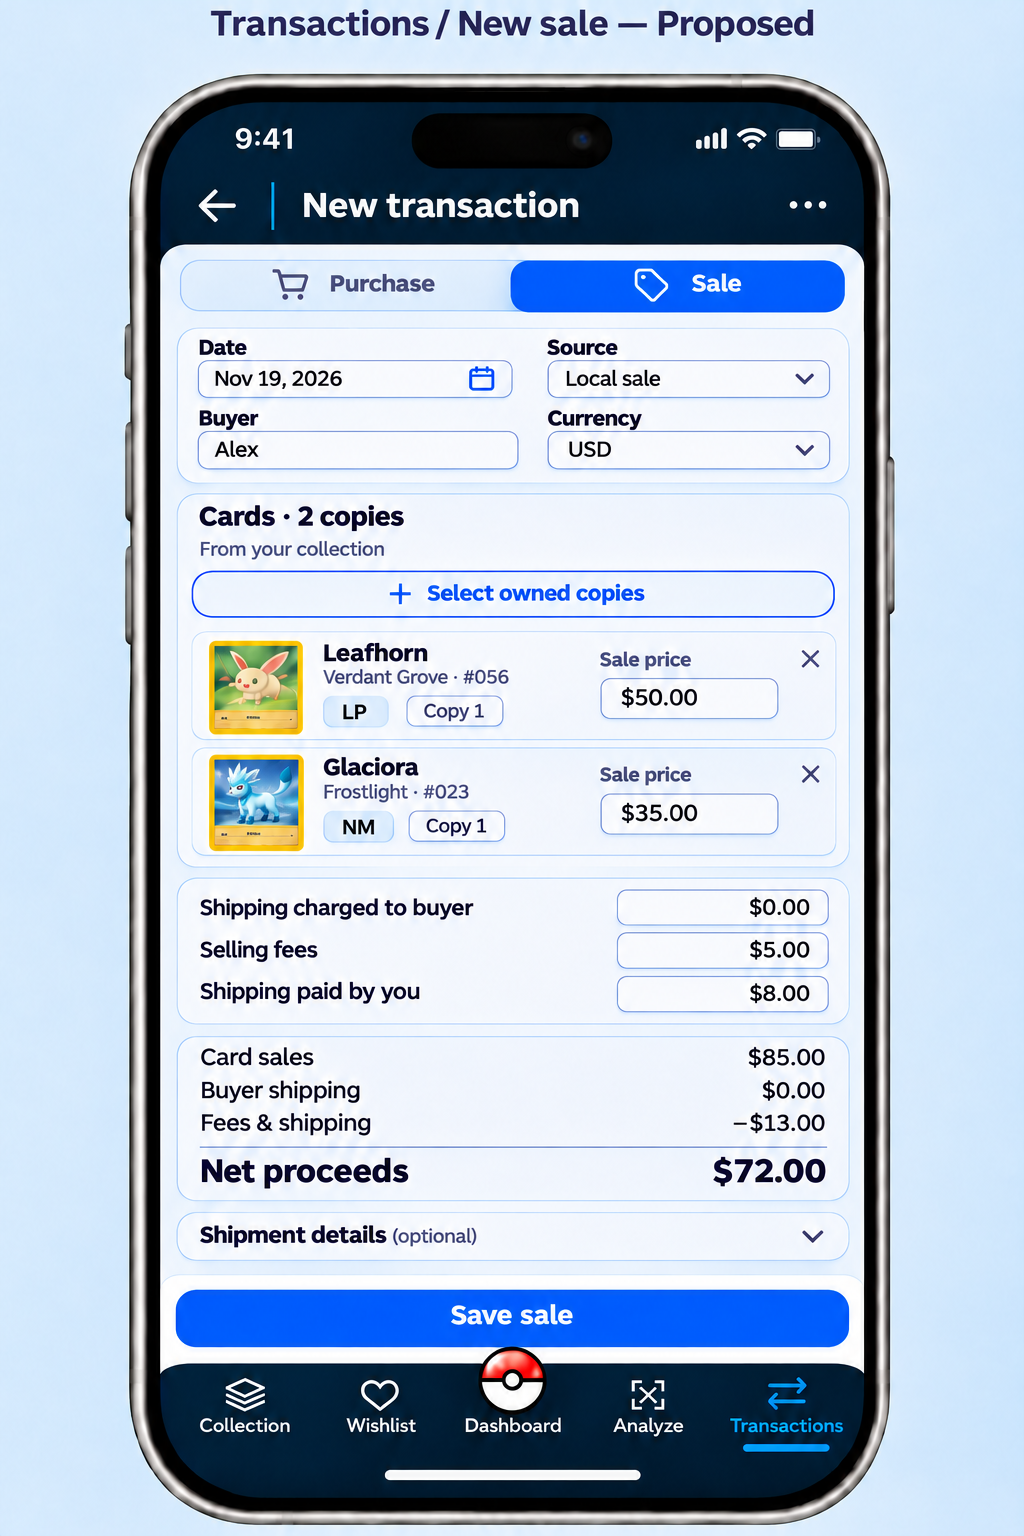 Transactions / New sale — Proposed
9:41
New transaction
Purchase
Sale
Date
Source
Nov 19, 2026
Local sale
Buyer
Currency
Alex
USD
Cards · 2 copies
From your collection
+ Select owned copies
Leafhorn
Verdant Grove · #056
LP
Copy 1
Sale price
$50.00
Glaciora
Frostlight · #023
NM
Copy 1
Sale price
$35.00
Shipping charged to buyer
$0.00
Selling fees
$5.00
Shipping paid by you
$8.00
Card sales
$85.00
Buyer shipping
$0.00
Fees & shipping
–$13.00
Net proceeds
$72.00
Shipment details (optional)
Save sale
Collection
Wishlist
Dashboard
Analyze
Transactions